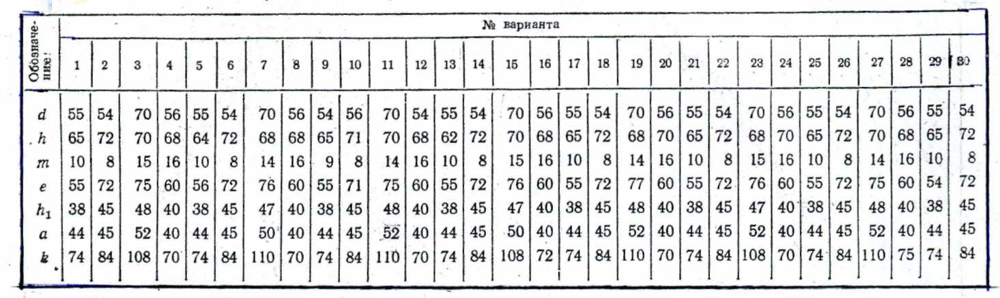 Обозначе-
ние
№ варианта
1 2 3 4 5 6 7 8 9 10 11 12 13 14 15 16 17 18 19 20 21 22 23 24 25 26 27 28 29 30
d 55 54 70 56 55 54 70 56 54 56 70 54 55 54 70 56 55 54 70 56 55 54 70 56 55 54 70 56 55 54
h 65 72 70 68 64 72 68 68 65 71 70 68 62 72 70 68 65 72 68 70 65 72 68 70 65 72 70 68 65 72
m 10 8 15 16 10 8 14 16 9 8 14 16 10 8 15 16 10 8 14 16 10 8 15 16 10 8 14 16 10 8
e 55 72 75 60 56 72 76 60 55 71 75 60 55 72 76 60 55 72 77 60 55 72 76 60 55 72 75 60 54 72
h₁ 38 45 48 40 38 45 47 40 38 45 48 40 38 45 47 40 38 45 48 40 38 45 47 40 38 45 48 40 38 45
a 44 45 52 40 44 45 50 40 44 45 52 40 44 45 50 40 44 45 52 40 44 45 52 40 44 45 52 40 44 45
k 74 84 108 70 74 84 110 70 74 84 110 70 74 84 108 72 74 84 110 70 74 84 108 70 74 84 110 75 74 84